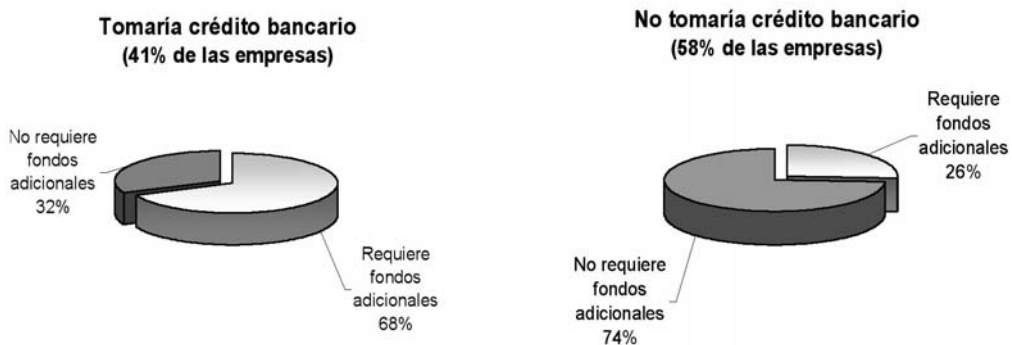 Tomaría crédito bancario
(41% de las empresas)
No requiere
fondos
adicionales
32%
Requiere
fondos
adicionales
68%
No tomaría crédito bancario
(58% de las empresas)
Requiere
fondos
adicionales
26%
No requiere
fondos
adicionales
74%